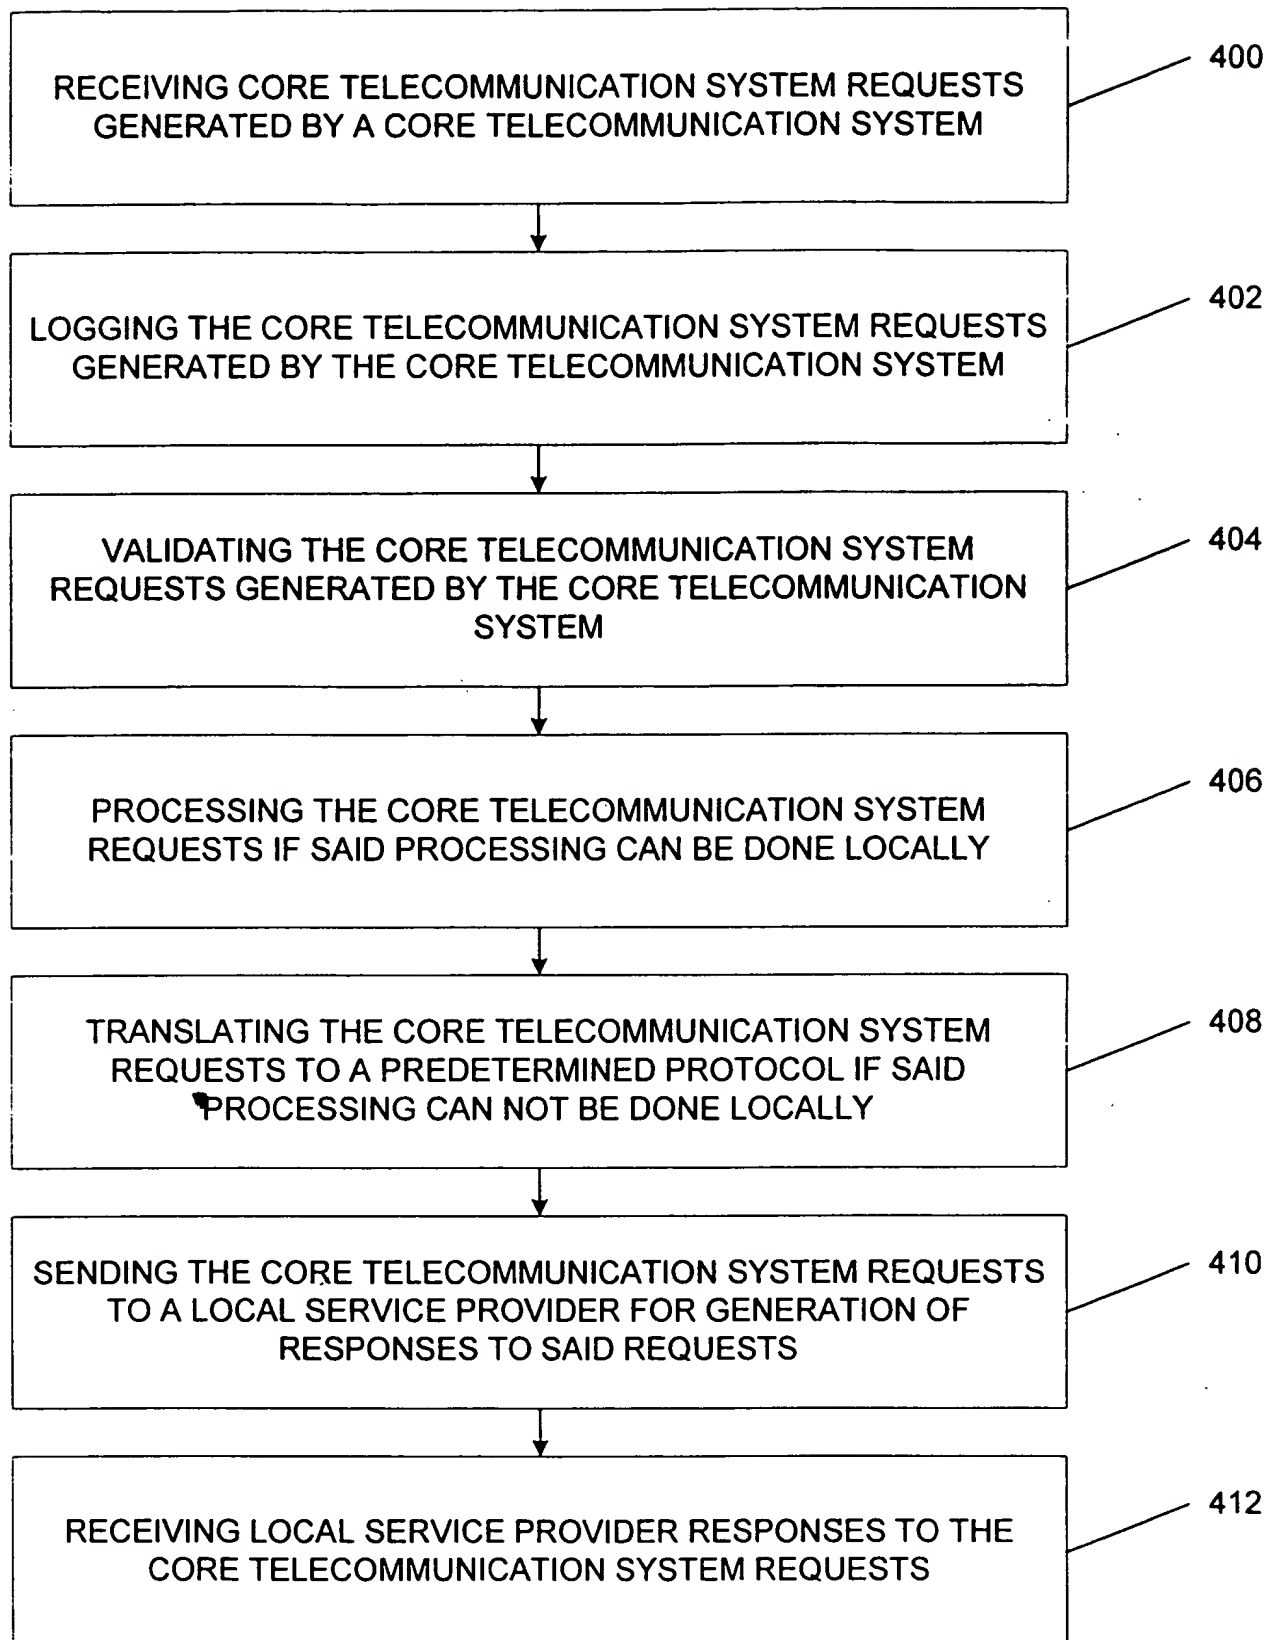 RECEIVING CORE TELECOMMUNICATION SYSTEM REQUESTS
GENERATED BY A CORE TELECOMMUNICATION SYSTEM
400
LOGGING THE CORE TELECOMMUNICATION SYSTEM REQUESTS
GENERATED BY THE CORE TELECOMMUNICATION SYSTEM
402
VALIDATING THE CORE TELECOMMUNICATION SYSTEM
REQUESTS GENERATED BY THE CORE TELECOMMUNICATION
SYSTEM
404
PROCESSING THE CORE TELECOMMUNICATION SYSTEM
REQUESTS IF SAID PROCESSING CAN BE DONE LOCALLY
406
TRANSLATING THE CORE TELECOMMUNICATION SYSTEM
REQUESTS TO A PREDETERMINED PROTOCOL IF SAID
PROCESSING CAN NOT BE DONE LOCALLY
408
SENDING THE CORE TELECOMMUNICATION SYSTEM REQUESTS
TO A LOCAL SERVICE PROVIDER FOR GENERATION OF
RESPONSES TO SAID REQUESTS
410
RECEIVING LOCAL SERVICE PROVIDER RESPONSES TO THE
CORE TELECOMMUNICATION SYSTEM REQUESTS
412